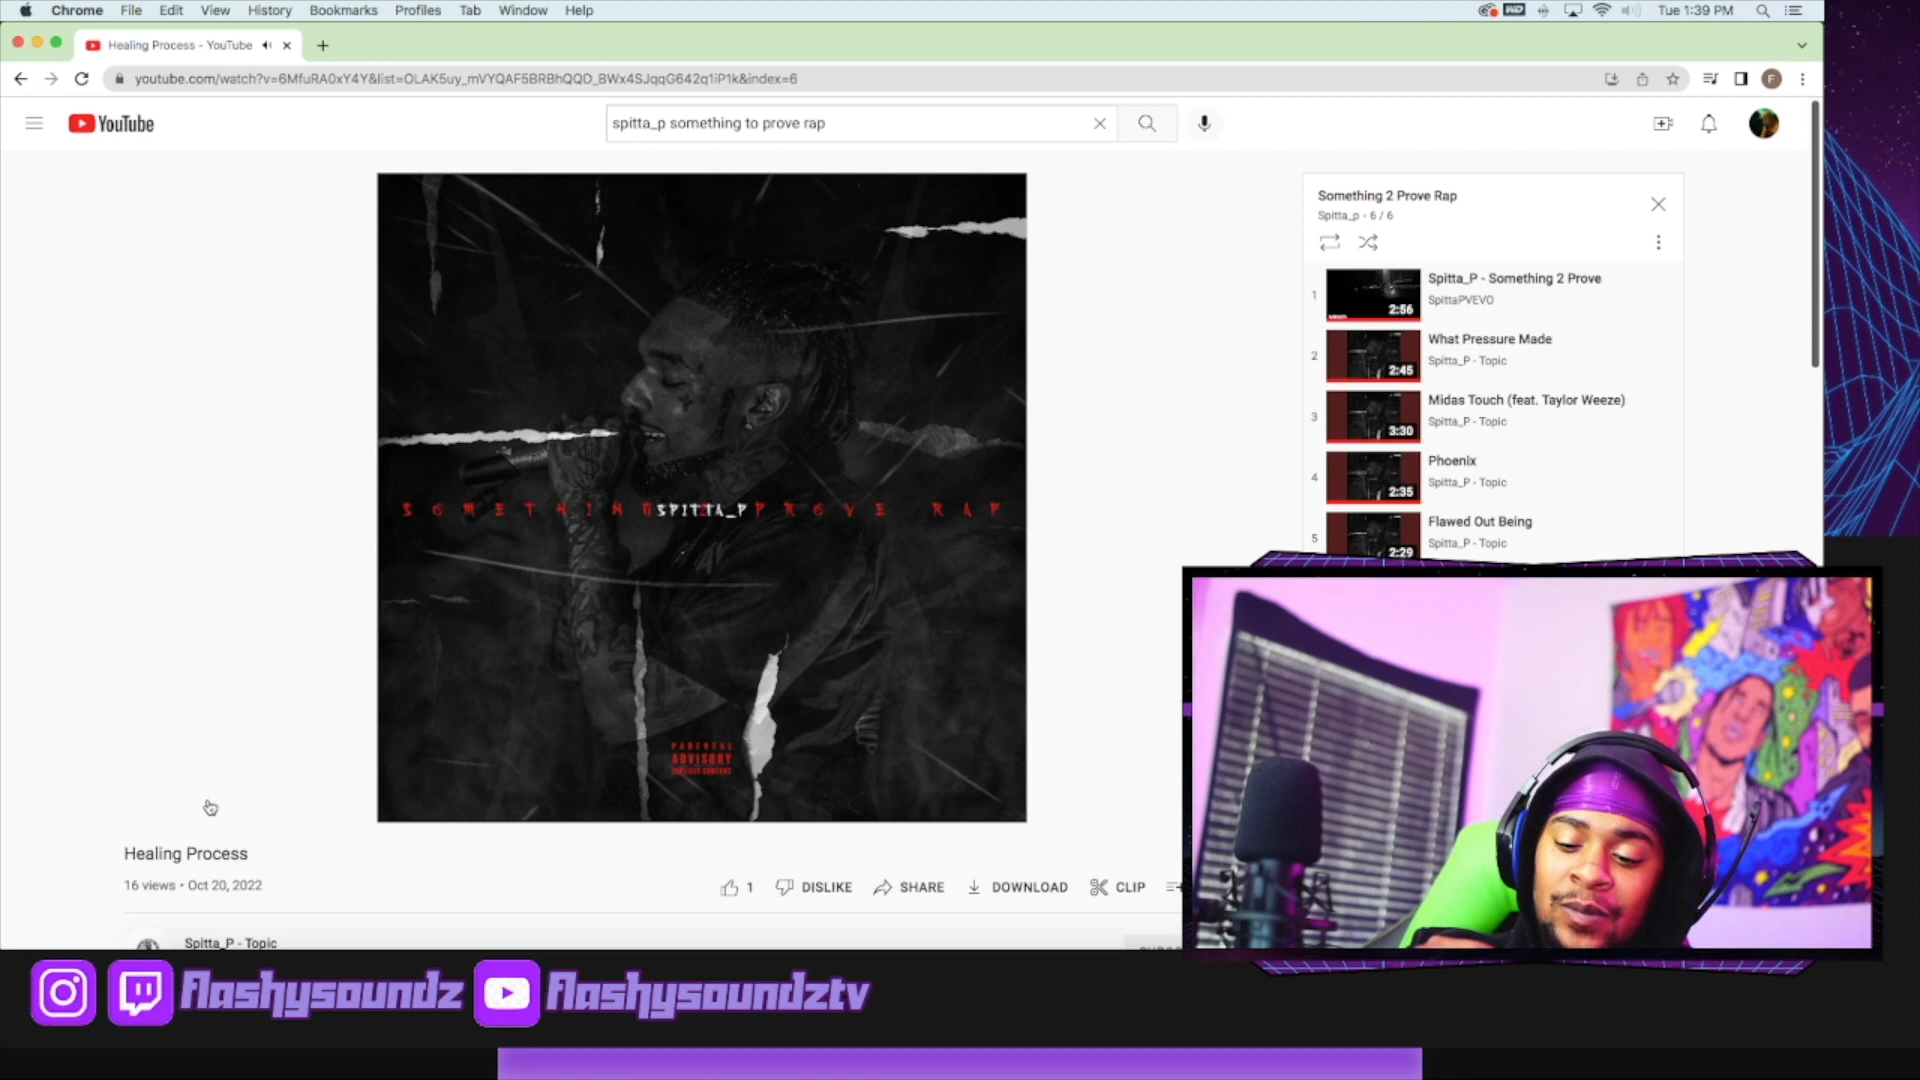 Chrome File Edit View History Bookmarks Profiles Tab Window Help
Tue 1:39 PM
Healing Process - YouTube
youtube.com/watch?v=6MfuRA0xY4Y&list=OLAK5uy_mVYQAF5BRBhQQD_BWx4SJqqG642q1iP1k&index=6
F
YouTube
spitta_p something to prove rap
SPITTA_P
PROVE RAP
PARENTAL
ADVISORY
EXPLICIT CONTENT
Something 2 Prove Rap
Spitta_p - 6 / 6
1
2:56
Spitta_P - Something 2 Prove
SpittaPVEVO
2
2:45
What Pressure Made
Spitta_P - Topic
3
3:30
Midas Touch (feat. Taylor Weeze)
Spitta_P - Topic
4
2:35
Phoenix
Spitta_P - Topic
5
2:29
Flawed Out Being
Spitta_P - Topic
Healing Process
16 views • Oct 20, 2022
1
DISLIKE
SHARE
DOWNLOAD
CLIP
Spitta_P - Topic
flashysoundz
flashysoundztv